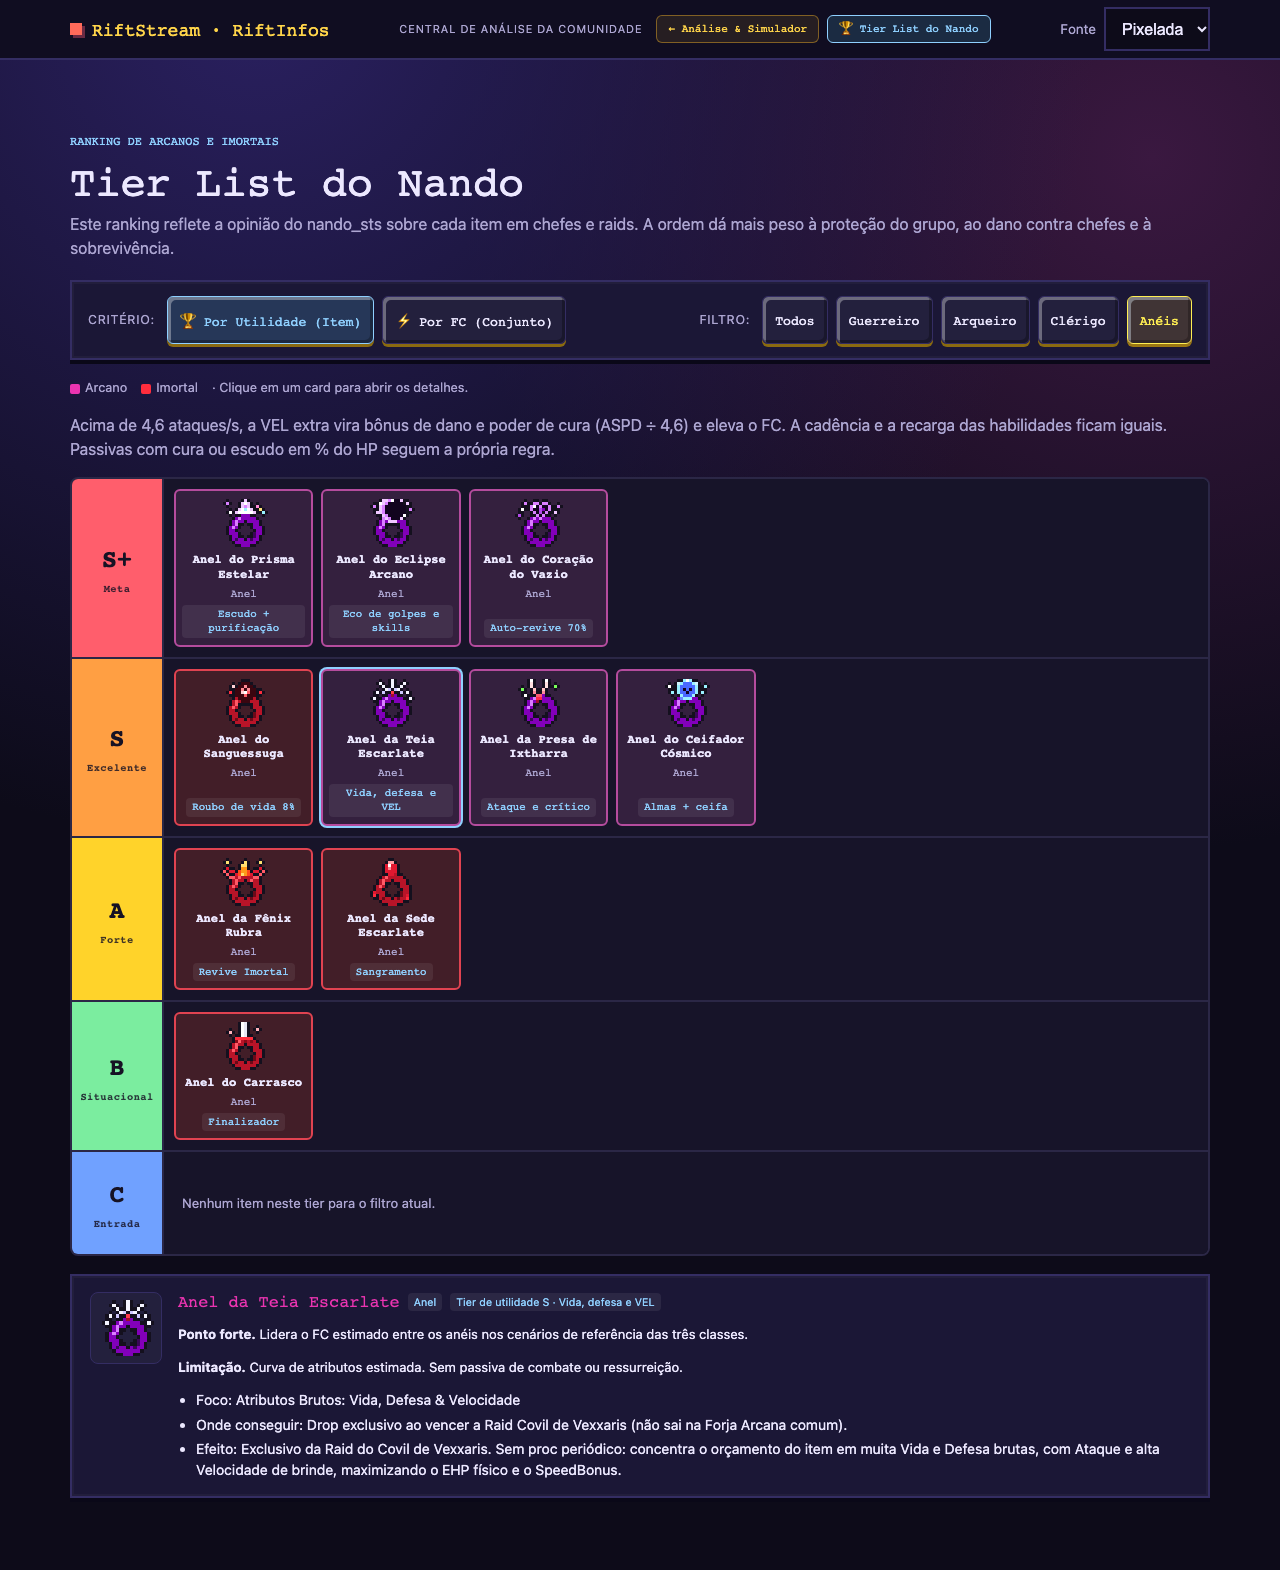 RiftStream • RiftInfos
CENTRAL DE ANÁLISE DA COMUNIDADE
← Análise & Simulador
🏆 Tier List do Nando
Fonte
Pixelada
RANKING DE ARCANOS E IMORTAIS
Tier List do Nando
Este ranking reflete a opinião do nando_sts sobre cada item em chefes e raids. A ordem dá mais peso à proteção do grupo, ao dano contra chefes e à
sobrevivência.
CRITÉRIO:
🏆 Por Utilidade (Item)
⚡ Por FC (Conjunto)
FILTRO:
Todos
Guerreiro
Arqueiro
Clérigo
Anéis
Arcano
Imortal
· Clique em um card para abrir os detalhes.
Acima de 4,6 ataques/s, a VEL extra vira bônus de dano e poder de cura (ASPD ÷ 4,6) e eleva o FC. A cadência e a recarga das habilidades ficam iguais.
Passivas com cura ou escudo em % do HP seguem a própria regra.
S+
Meta
Anel do Prisma
Estelar
Anel
Escudo +
purificação
Anel do Eclipse
Arcano
Anel
Eco de golpes e
skills
Anel do Coração
do Vazio
Anel
Auto-revive 70%
S
Excelente
Anel do
Sanguessuga
Anel
Roubo de vida 8%
Anel da Teia
Escarlate
Anel
Vida, defesa e
VEL
Anel da Presa de
Ixtharra
Anel
Ataque e crítico
Anel do Ceifador
Cósmico
Anel
Almas + ceifa
A
Forte
Anel da Fênix
Rubra
Anel
Revive Imortal
Anel da Sede
Escarlate
Anel
Sangramento
B
Situacional
Anel do Carrasco
Anel
Finalizador
C
Entrada
Nenhum item neste tier para o filtro atual.
Anel da Teia Escarlate
Anel
Tier de utilidade S · Vida, defesa e VEL
Ponto forte. Lidera o FC estimado entre os anéis nos cenários de referência das três classes.
Limitação. Curva de atributos estimada. Sem passiva de combate ou ressurreição.
• Foco: Atributos Brutos: Vida, Defesa & Velocidade
• Onde conseguir: Drop exclusivo ao vencer a Raid Covil de Vexxaris (não sai na Forja Arcana comum).
• Efeito: Exclusivo da Raid do Covil de Vexxaris. Sem proc periódico: concentra o orçamento do item em muita Vida e Defesa brutas, com Ataque e alta
Velocidade de brinde, maximizando o EHP físico e o SpeedBonus.